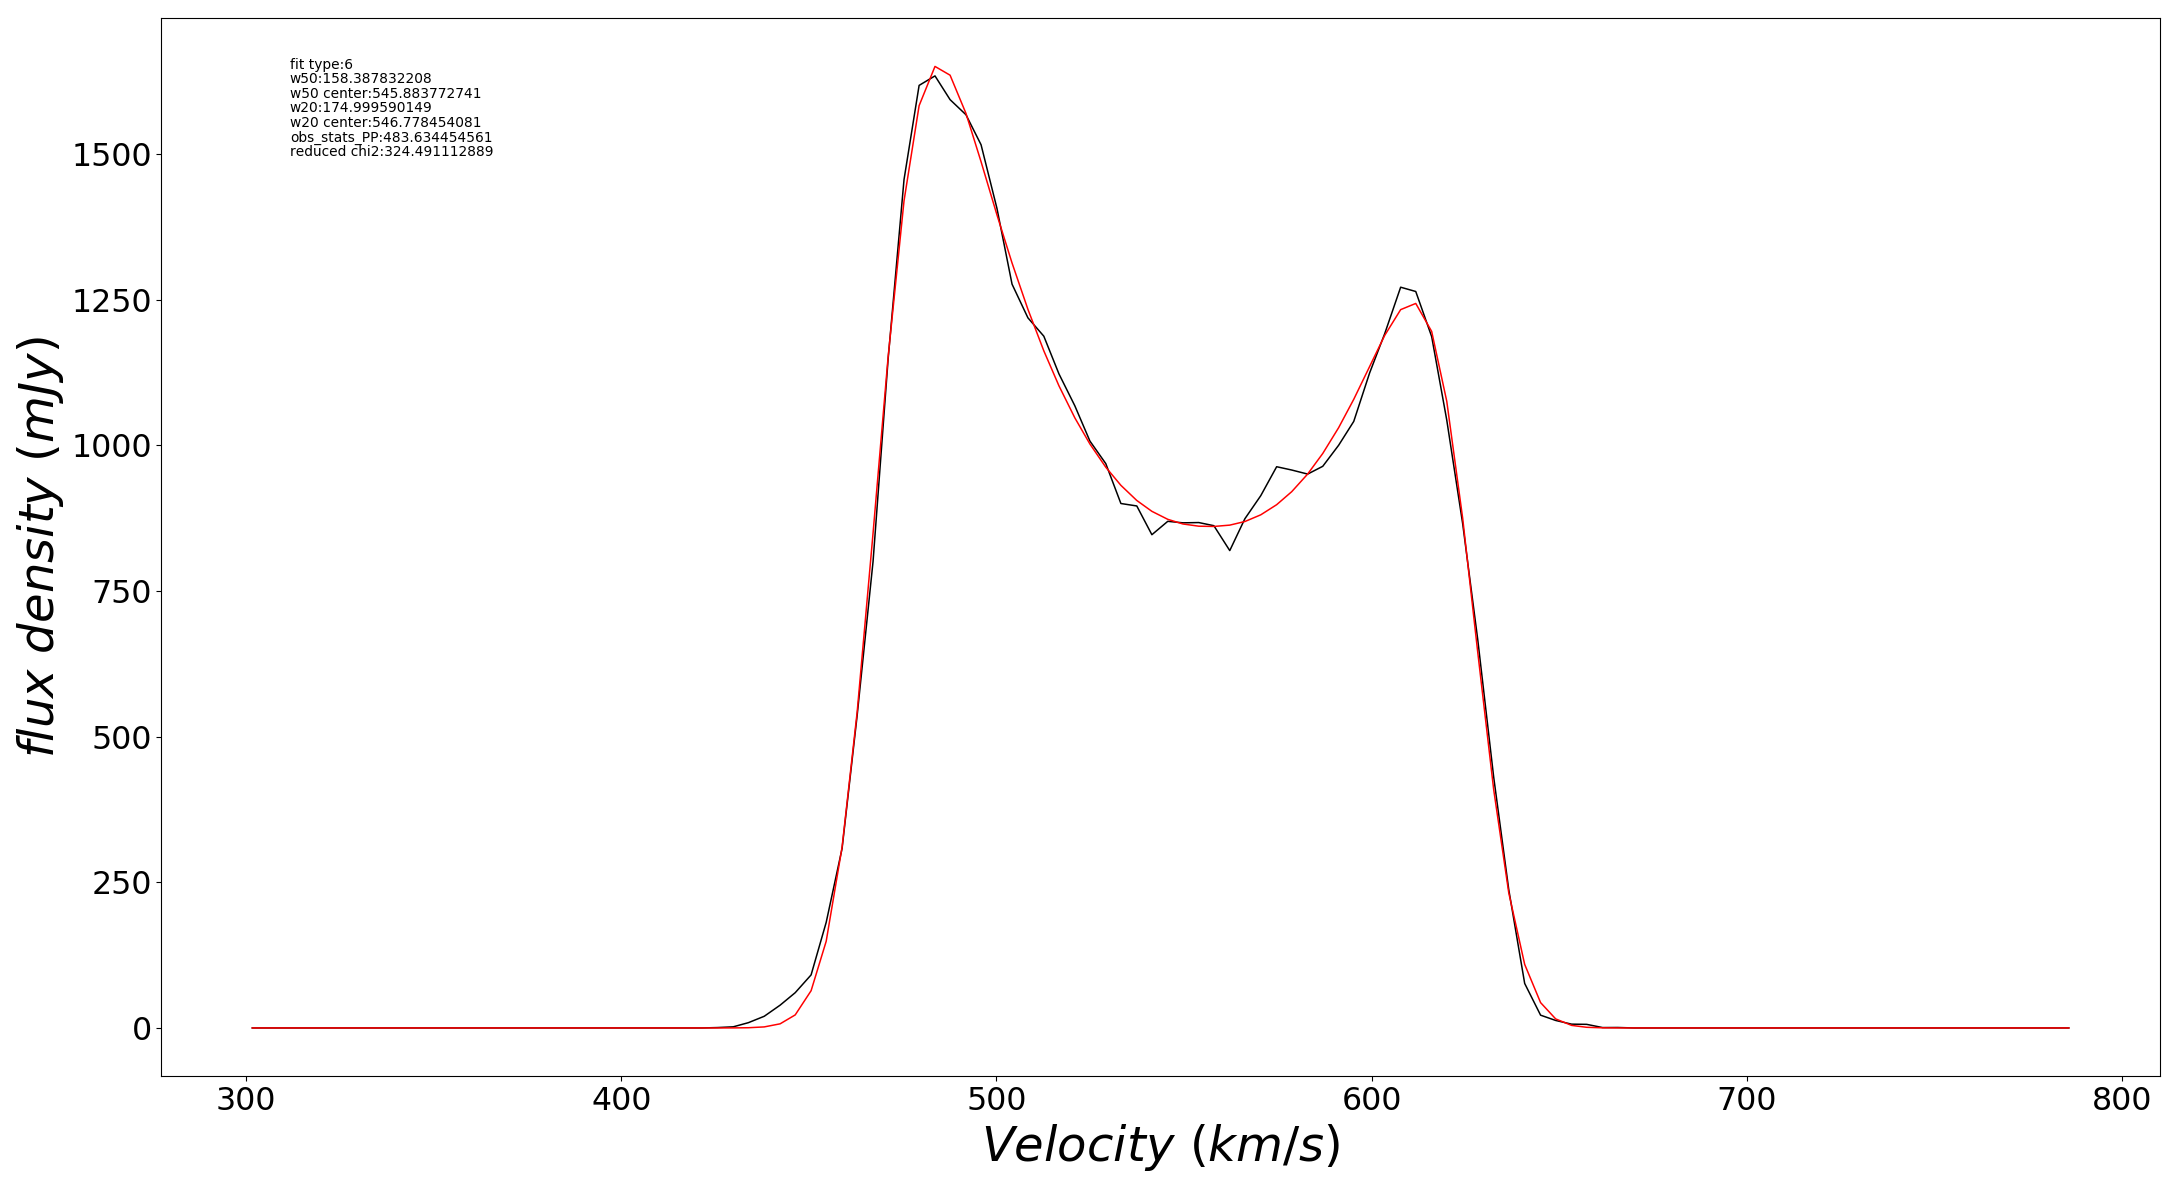 fit type:6
w50:158.387832208
w50 center:545.883772741
w20:174.999590149
w20 center:546.778454081
obs_stats_PP:483.634454561
reduced chi2:324.491112889
1500
1250
1000
750
500
250
0
flux density (mJy)
300 400 500 600 700 800
Velocity (km/s)